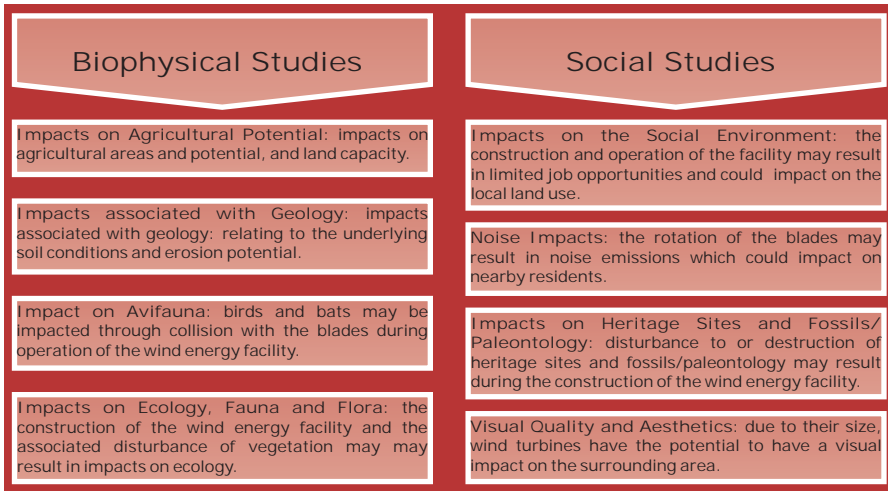 Biophysical Studies
Impacts on Agricultural Potential: impacts on
agricultural areas and potential, and land capacity.
Impacts associated with Geology: impacts
associated with geology: relating to the underlying
soil conditions and erosion potential.
Impact on Avifauna: birds and bats may be
impacted through collision with the blades during
operation of the wind energy facility.
Impacts on Ecology, Fauna and Flora: the
construction of the wind energy facility and the
associated disturbance of vegetation may may
result in impacts on ecology.
Social Studies
Impacts on the Social Environment: the
construction and operation of the facility may result
in limited job opportunities and could impact on the
local land use.
Noise Impacts: the rotation of the blades may
result in noise emissions which could impact on
nearby residents.
Impacts on Heritage Sites and Fossils/
Paleontology: disturbance to or destruction of
heritage sites and fossils/paleontology may result
during the construction of the wind energy facility.
Visual Quality and Aesthetics: due to their size,
wind turbines have the potential to have a visual
impact on the surrounding area.